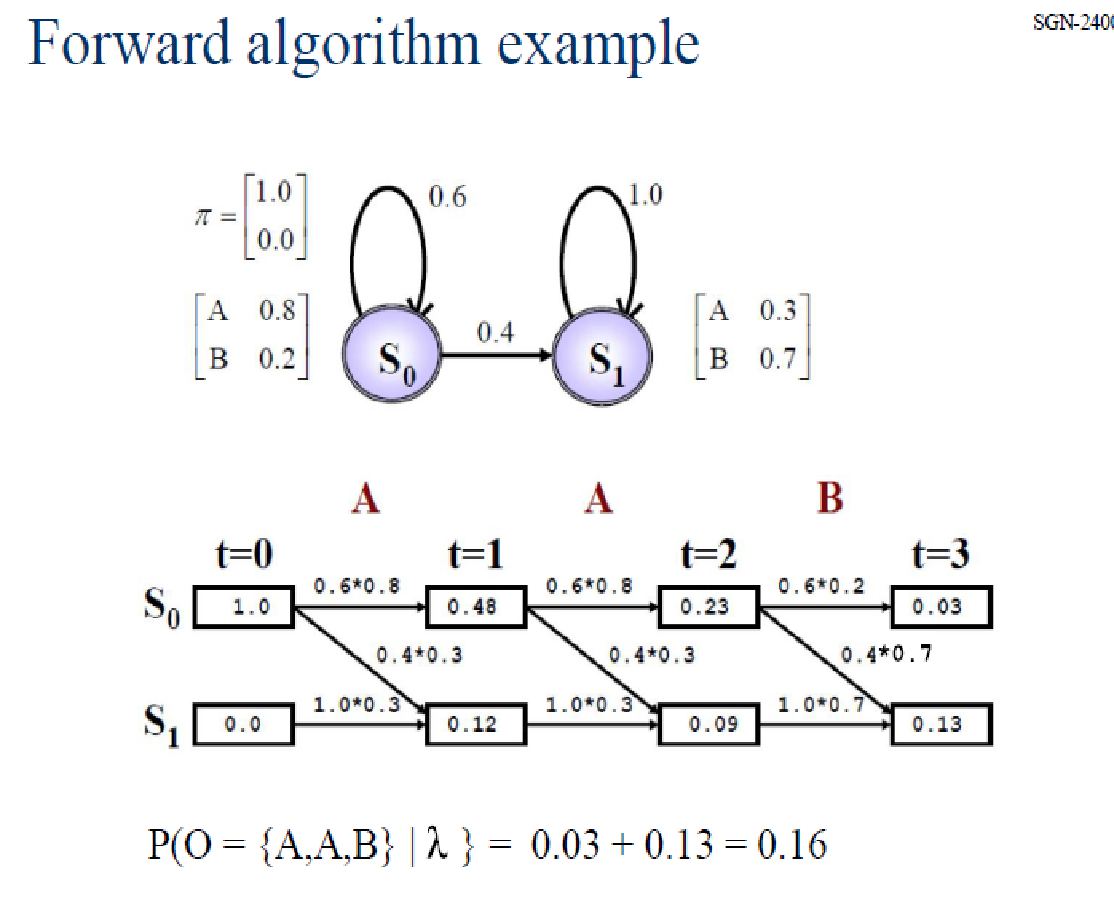 Forward algorithm example
SGN-240
π = [1.0
0.0]
0.6
1.0
[A 0.8
B 0.2]
S0
0.4
S1
[A 0.3
B 0.7]
A A B
t=0 t=1 t=2 t=3
S0 1.0 0.6*0.8 0.48 0.6*0.8 0.23 0.6*0.2 0.03
0.4*0.3 0.4*0.3 0.4*0.7
S1 0.0 1.0*0.3 0.12 1.0*0.3 0.09 1.0*0.7 0.13
P(O = {A,A,B} | λ } = 0.03 + 0.13 = 0.16